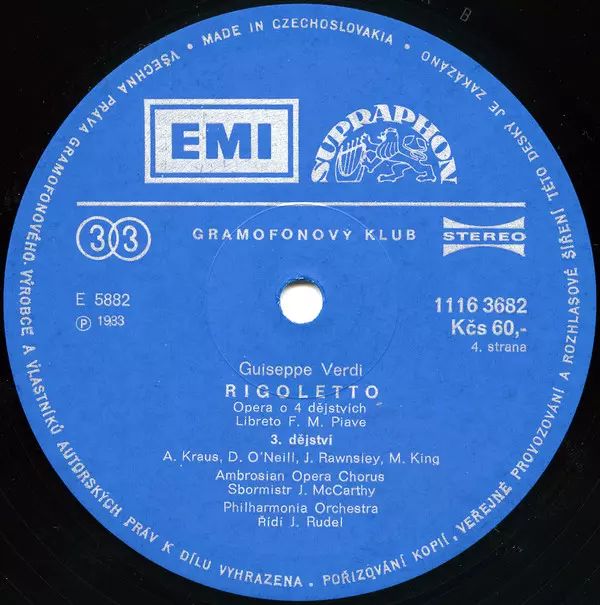 B
VŠECHNA PRÁVA GRAMOFONOVÉHO VÝROBCE A VLASTNÍKŮ AUTORSKÝCH PRÁV K DÍLU VYHRAZENA. POŘIZOVÁNÍ KOPIÍ, VEŘEJNÉ PROVOZOVÁNÍ A ROZHLASOVÉ ŠÍŘENÍ TÉTO DESKY JE ZAKÁZÁNO
• MADE IN CZECHOSLOVAKIA •
EMI
SUPRAPHON
33
GRAMOFONOVÝ KLUB
STEREO
E 5882
Ⓟ 1983
1116 3682
Kčs 60,-
4. strana
Guiseppe Verdi
RIGOLETTO
Opera o 4 dějstvích
Libreto F. M. Piave
3. dějstvi
A. Kraus, D. O'Neill, J. Rawnsley, M. King
Ambrosian Opera Chorus
Sbormistr J. McCarthy
Philharmonia Orchestra
Řídí J. Rudel